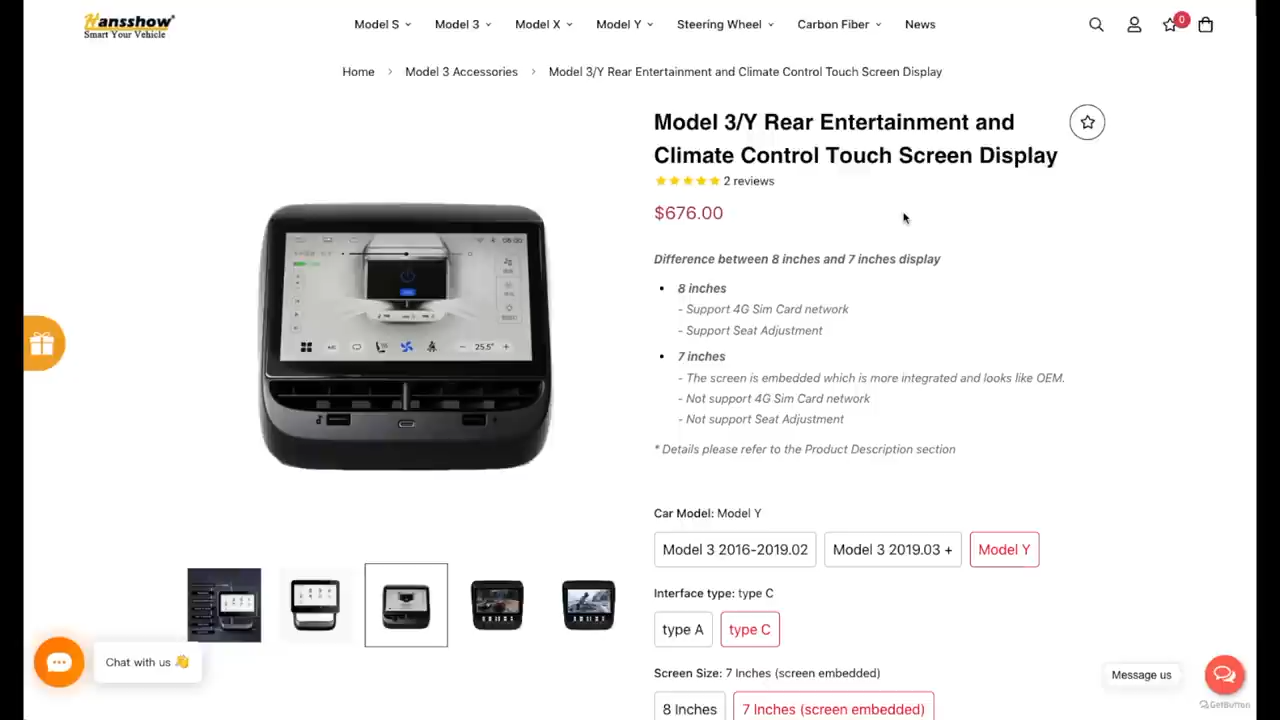 Hansshow
Smart Your Vehicle
Model S
Model 3
Model X
Model Y
Steering Wheel
Carbon Fiber
News
0
Home
Model 3 Accessories
Model 3/Y Rear Entertainment and Climate Control Touch Screen Display
Model 3/Y Rear Entertainment and
Climate Control Touch Screen Display
2 reviews
$676.00
Difference between 8 inches and 7 inches display
8 inches
- Support 4G Sim Card network
- Support Seat Adjustment
7 inches
- The screen is embedded which is more integrated and looks like OEM.
- Not support 4G Sim Card network
- Not support Seat Adjustment
* Details please refer to the Product Description section
08:00
25.5°
Car Model: Model Y
Model 3 2016-2019.02
Model 3 2019.03 +
Model Y
Interface type: type C
type A
type C
Screen Size: 7 Inches (screen embedded)
8 Inches
7 Inches (screen embedded)
Chat with us 👋
Message us
GetButton